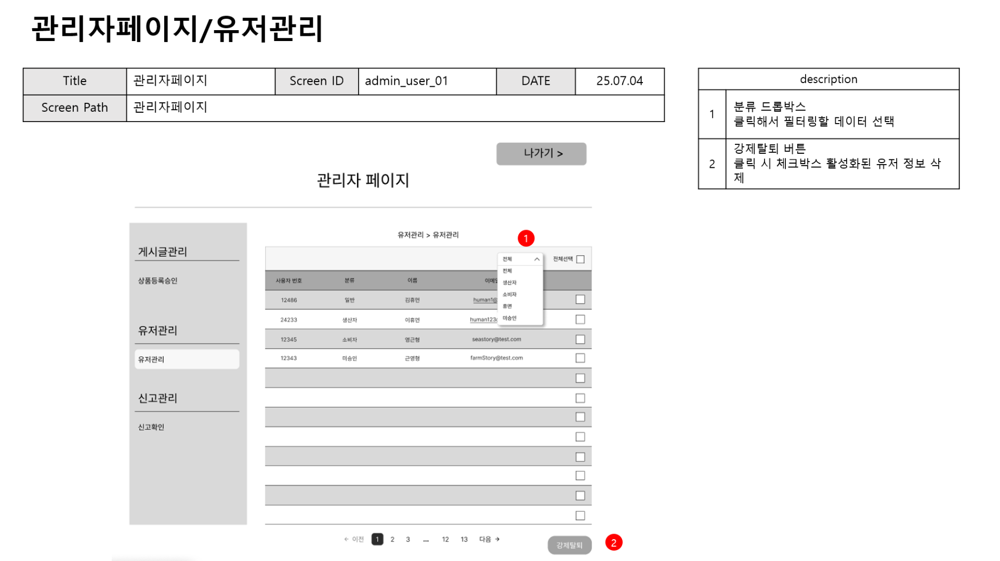 관리자페이지/유저관리
Title 관리자페이지 Screen ID admin_user_01 DATE 25.07.04
Screen Path 관리자페이지
description
1 분류 드롭박스
클릭해서 필터링할 데이터 선택
2 강제탈퇴 버튼
클릭 시 체크박스 활성화된 유저 정보 삭
제
나가기 >
관리자 페이지
게시글관리
상품등록승인
유저관리
유저관리
신고관리
신고확인
유저관리 > 유저관리
1
전체 전체선택
전체
생산자
소비자
휴면
미승인
사용자 번호 분류 이름
12486 일반 김휴먼 human1@
24233 생산자 이휴먼 human123
12345 소비자 영근형 seastory@test.com
12343 미승인 근영형 farmStory@test.com
← 이전 1 2 3 ... 12 13 다음 →
강제탈퇴
2